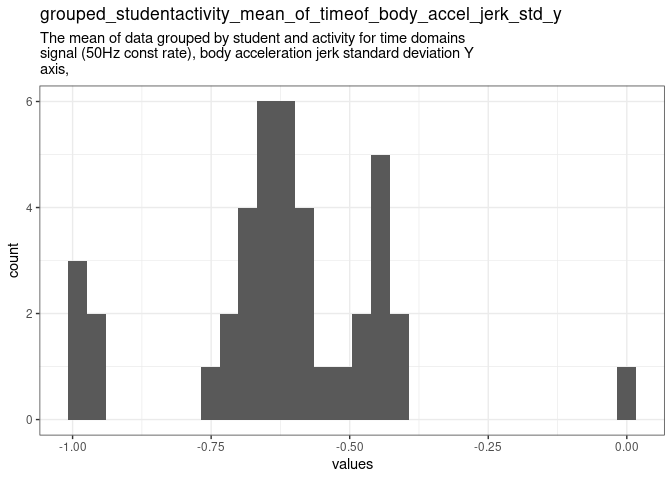 grouped_studentactivity_mean_of_timeof_body_accel_jerk_std_y
The mean of data grouped by student and activity for time domains
signal (50Hz const rate), body acceleration jerk standard deviation Y
axis,
6
4
2
0
count
-1.00 -0.75 -0.50 -0.25 0.00
values